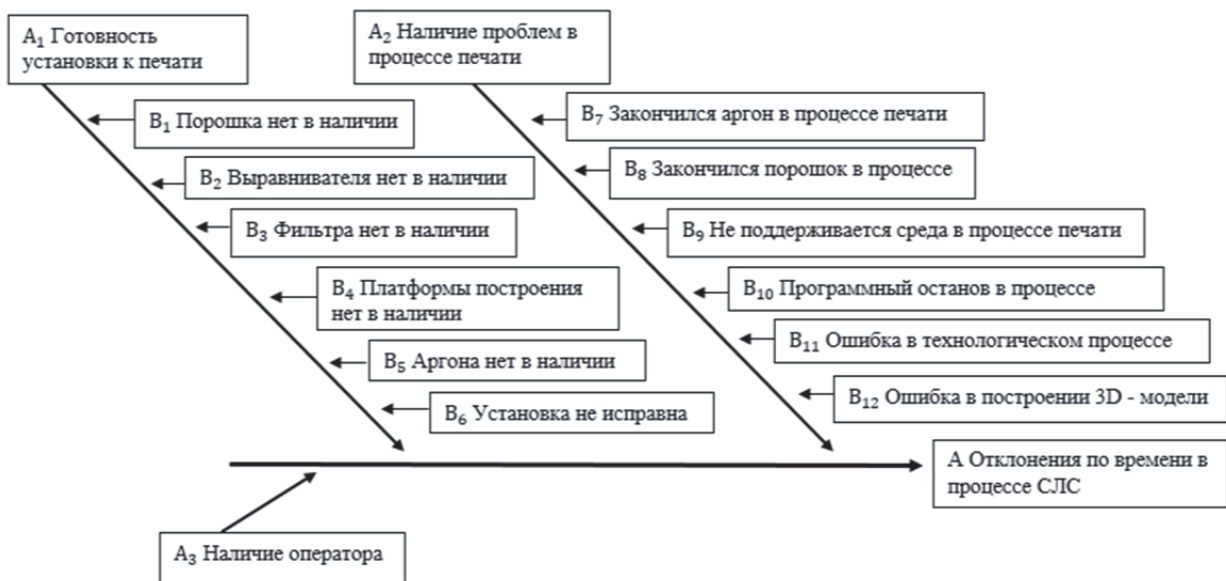 A₁ Готовность
установки к печати
A₂ Наличие проблем в
процессе печати
B₁ Порошка нет в наличии
B₂ Выравнивателя нет в наличии
B₃ Фильтра нет в наличии
B₄ Платформы построения
нет в наличии
B₅ Аргона нет в наличии
B₆ Установка не исправна
B₇ Закончился аргон в процессе печати
B₈ Закончился порошок в процессе
B₉ Не поддерживается среда в процессе печати
B₁₀ Программный останов в процессе
B₁₁ Ошибка в технологическом процессе
B₁₂ Ошибка в построении 3D - модели
A Отклонения по времени в
процессе СЛС
A₃ Наличие оператора